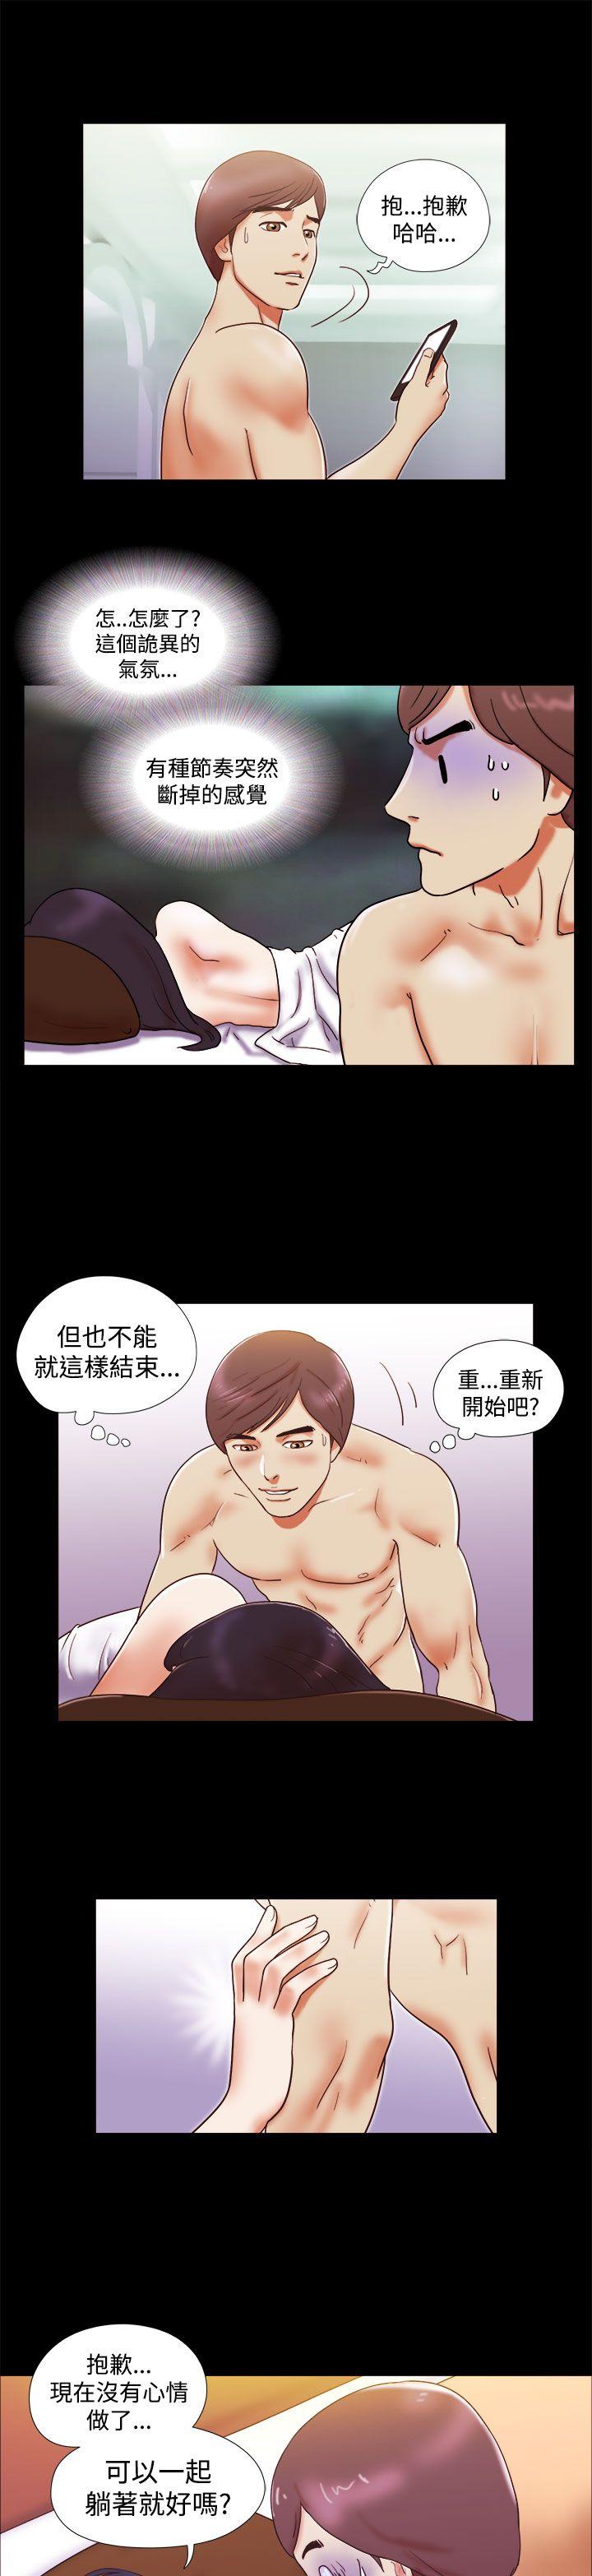 抱...抱歉
哈哈...
怎..怎麼了?
這個詭異的
氣氛...
有種節奏突然
斷掉的感覺
但也不能
就這樣結束...
重...重新
開始吧?
抱歉...
現在沒有心情
做了...
可以一起
躺著就好嗎?